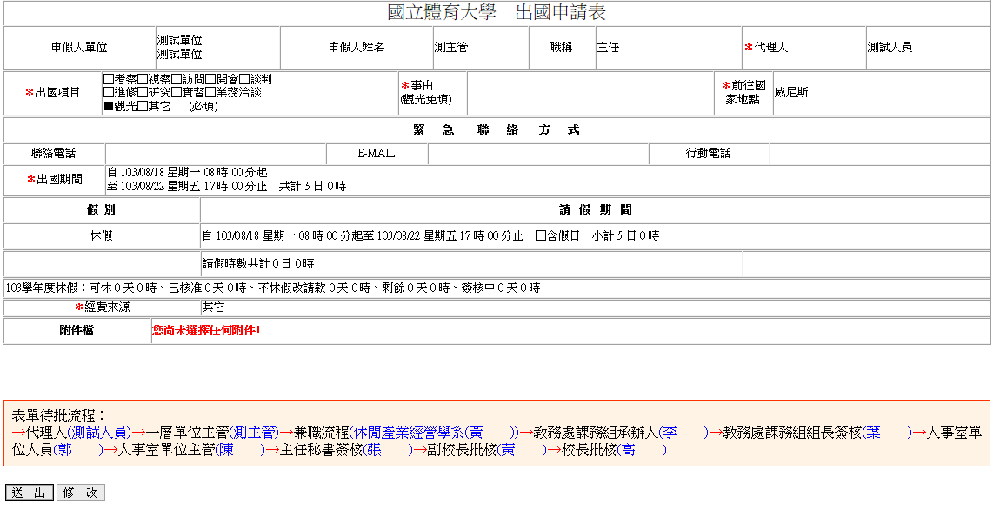 國立體育大學　出國申請表
申假人單位 測試單位 測試單位 申假人姓名 測主管 職稱 主任 *代理人 測試人員
*出國項目 □考察□視察□訪問□開會□談判
□進修□研究□實習□業務洽談
■觀光□其它　(必填)
*事由
(觀光免填)
*前往國家地點 威尼斯
緊　急　聯　絡　方　式
聯絡電話 E-MAIL 行動電話
*出國期間 自 103/08/18 星期一 08 時 00 分起
至 103/08/22 星期五 17 時 00 分止　共計 5 日 0 時
假 別 請 假 期 間
休假 自 103/08/18 星期一 08 時 00 分起至 103/08/22 星期五 17 時 00 分止　□含假日　小計 5 日 0 時
請假時數共計 0 日 0 時
103學年度休假：可休 0 天 0 時、已核准 0 天 0 時、不休假改請款 0 天 0 時、剩餘 0 天 0 時、簽核中 0 天 0 時
*經費來源 其它
附件檔 您尚未選擇任何附件!
表單待批流程：
→代理人(測試人員)→一層單位主管(測主管)→兼職流程(休閒產業經營學系(黃　　))→教務處課務組承辦人(李　　)→教務處課務組組長簽核(葉　　)→人事室單
位人員(郭　　)→人事室單位主管(陳　　)→主任秘書簽核(張　　)→副校長批核(黃　　)→校長批核(高　　)
送　出 修　改